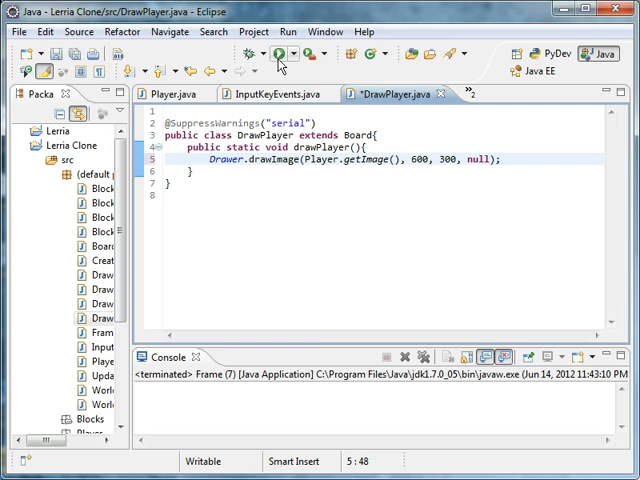 Java - Lerria Clone/src/DrawPlayer.java - Eclipse
File Edit Source Refactor Navigate Search Project Run Window Help
PyDev Java
Java EE
Packa
Player.java InputKeyEvents.java *DrawPlayer.java »2
Lerria
Lerria Clone
src
(default p
Block
Block
Block
Block
Board
Creat
Draw
Draw
Draw
Draw
Fram
Input
Playe
Upda
Worl
Worl
Blocks
Player
1
2 @SuppressWarnings("serial")
3 public class DrawPlayer extends Board{
4 public static void drawPlayer(){
5 Drawer.drawImage(Player.getImage(), 600, 300, null);
6 }
7 }
8
Console
<terminated> Frame (7) [Java Application] C:\Program Files\Java\jdk1.7.0_05\bin\javaw.exe (Jun 14, 2012 11:43:10 PM
Writable Smart Insert 5 : 48